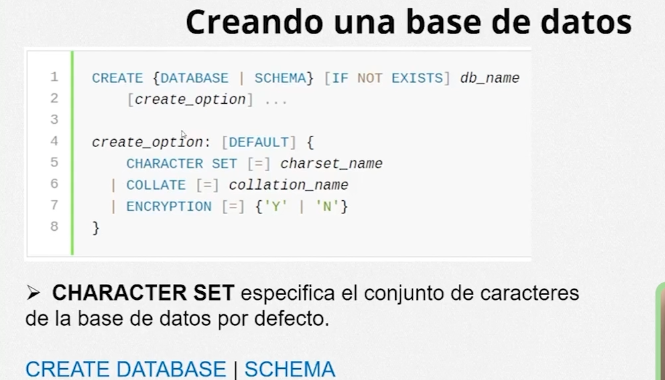 Creando una base de datos
1 CREATE {DATABASE | SCHEMA} [IF NOT EXISTS] db_name
2 [create_option] ...
3
4 create_option: [DEFAULT] {
5 CHARACTER SET [=] charset_name
6 | COLLATE [=] collation_name
7 | ENCRYPTION [=] {'Y' | 'N'}
8 }
➢ CHARACTER SET especifica el conjunto de caracteres
de la base de datos por defecto.
CREATE DATABASE | SCHEMA